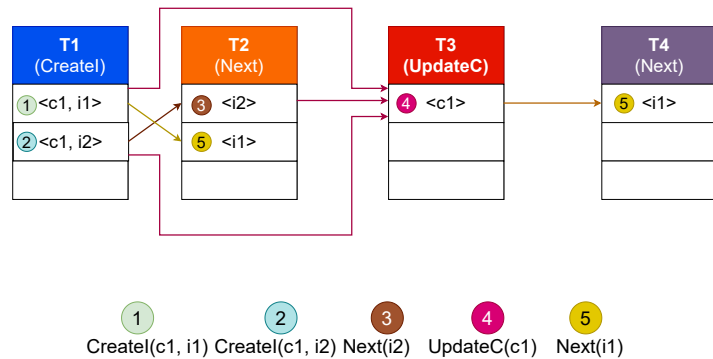 T1
(CreateI)
T2
(Next)
T3
(UpdateC)
T4
(Next)
1 <c1, i1>
3 <i2>
4 <c1>
5 <i1>
2 <c1, i2>
5 <i1>
1
2
3
4
5
CreateI(c1, i1) CreateI(c1, i2) Next(i2) UpdateC(c1) Next(i1)